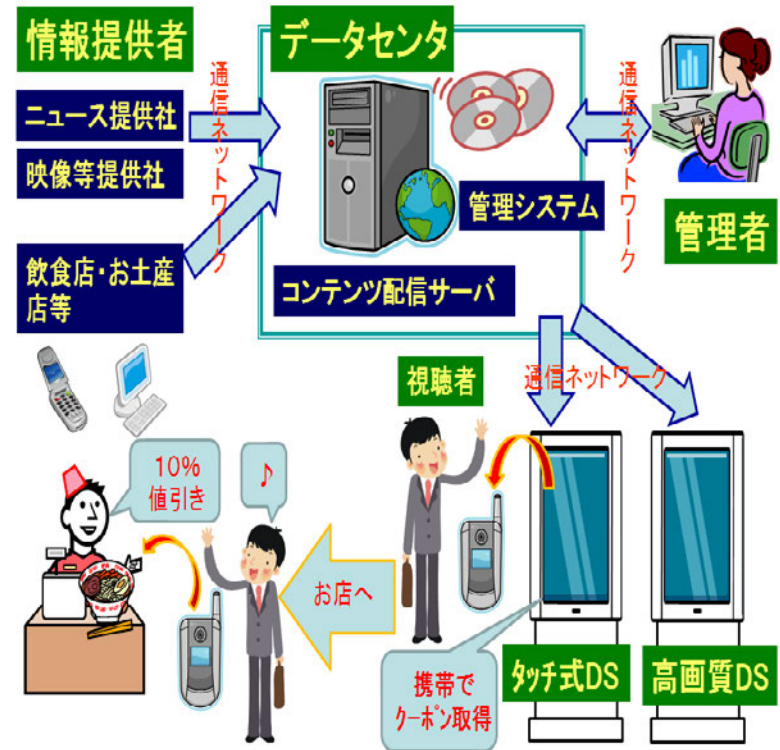 情報提供者
データセンタ
ニュース提供社
映像等提供社
飲食店・お土産
店等
通信ネットワーク
管理システム
コンテンツ配信サーバ
通信ネットワーク
管理者
視聴者
通信ネットワーク
10%
値引き
♪
お店へ
携帯で
クーポン取得
タッチ式DS
高画質DS